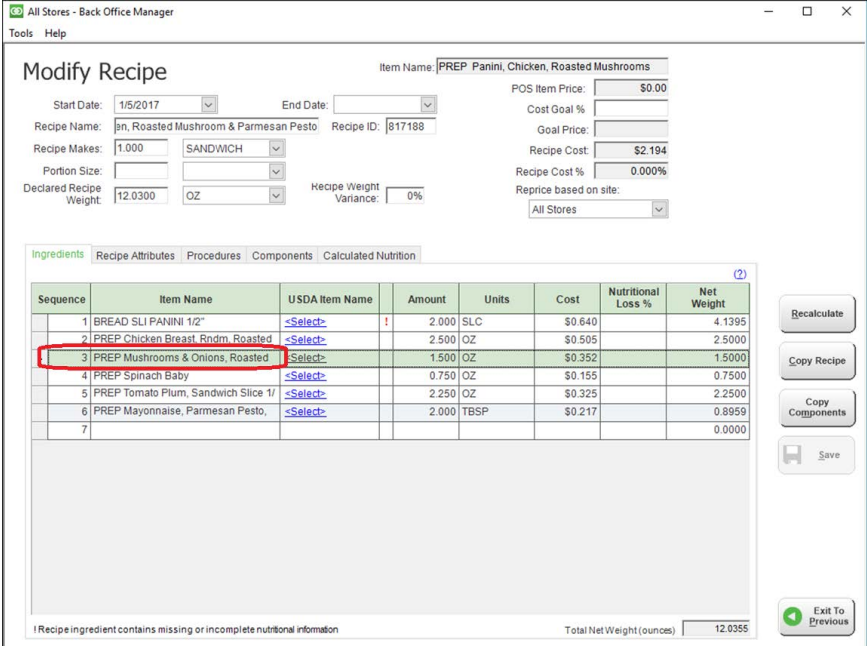 All Stores - Back Office Manager
Tools Help
Modify Recipe
Item Name: PREP Panini, Chicken, Roasted Mushrooms
POS Item Price: $0.00
Start Date: 1/5/2017 End Date:
Cost Goal %
Recipe Name: en, Roasted Mushroom & Parmesan Pesto Recipe ID: 817188
Goal Price:
Recipe Makes: 1.000 SANDWICH
Recipe Cost: $2.194
Portion Size:
Recipe Cost % 0.000%
Declared Recipe Weight: 12.0300 OZ Recipe Weight Variance: 0%
Reprice based on site:
All Stores
Ingredients Recipe Attributes Procedures Components Calculated Nutrition
(?)
Sequence Item Name USDA Item Name Amount Units Cost Nutritional Loss % Net Weight
1 BREAD SLI PANINI 1/2" <Select> ! 2.000 SLC $0.640 4.1395
2 PREP Chicken Breast, Rndm, Roasted <Select> 2.500 OZ $0.505 2.5000
3 PREP Mushrooms & Onions, Roasted <Select> 1.500 OZ $0.352 1.5000
4 PREP Spinach Baby <Select> 0.750 OZ $0.155 0.7500
5 PREP Tomato Plum, Sandwich Slice 1/ <Select> 2.250 OZ $0.325 2.2500
6 PREP Mayonnaise, Parmesan Pesto, <Select> 2.000 TBSP $0.217 0.8959
7 0.0000
Recalculate
Copy Recipe
Copy Components
Save
Exit To Previous
! Recipe ingredient contains missing or incomplete nutritional information
Total Net Weight (ounces) 12.0355